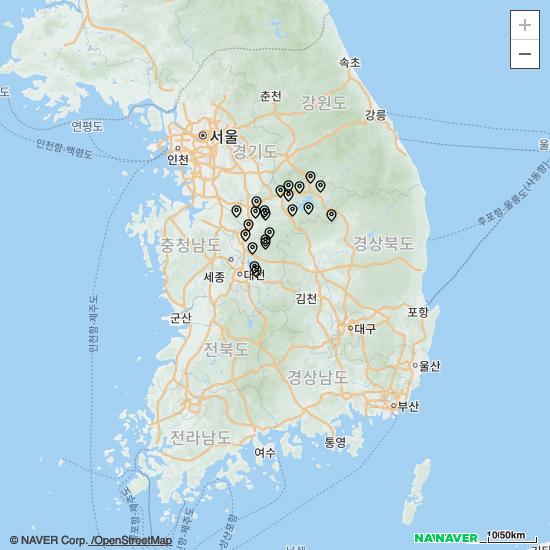 +
−
속초
춘천
강원도
도
연평도
강릉
서울
울
인천항-백령도
인천
경기도
후포항-울릉도(사동항)
충청남도
경상북도
세종
대전
김천
인천항-제주도
군산
포항
대구
전북도
울산
경상남도
부산
전라남도
통영
여수
© NAVER Corp. /OpenStreetMap
NAVER
10/50km